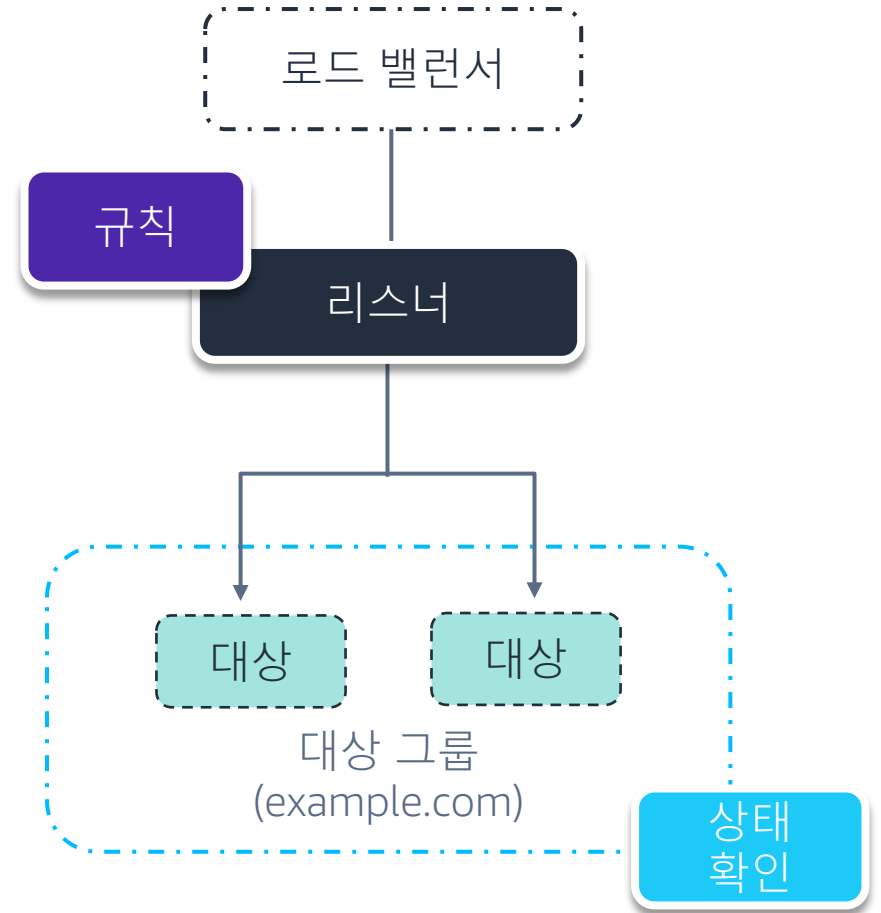 로드 밸런서
규칙
리스너
대상
대상
대상 그룹
(example.com)
상태
확인